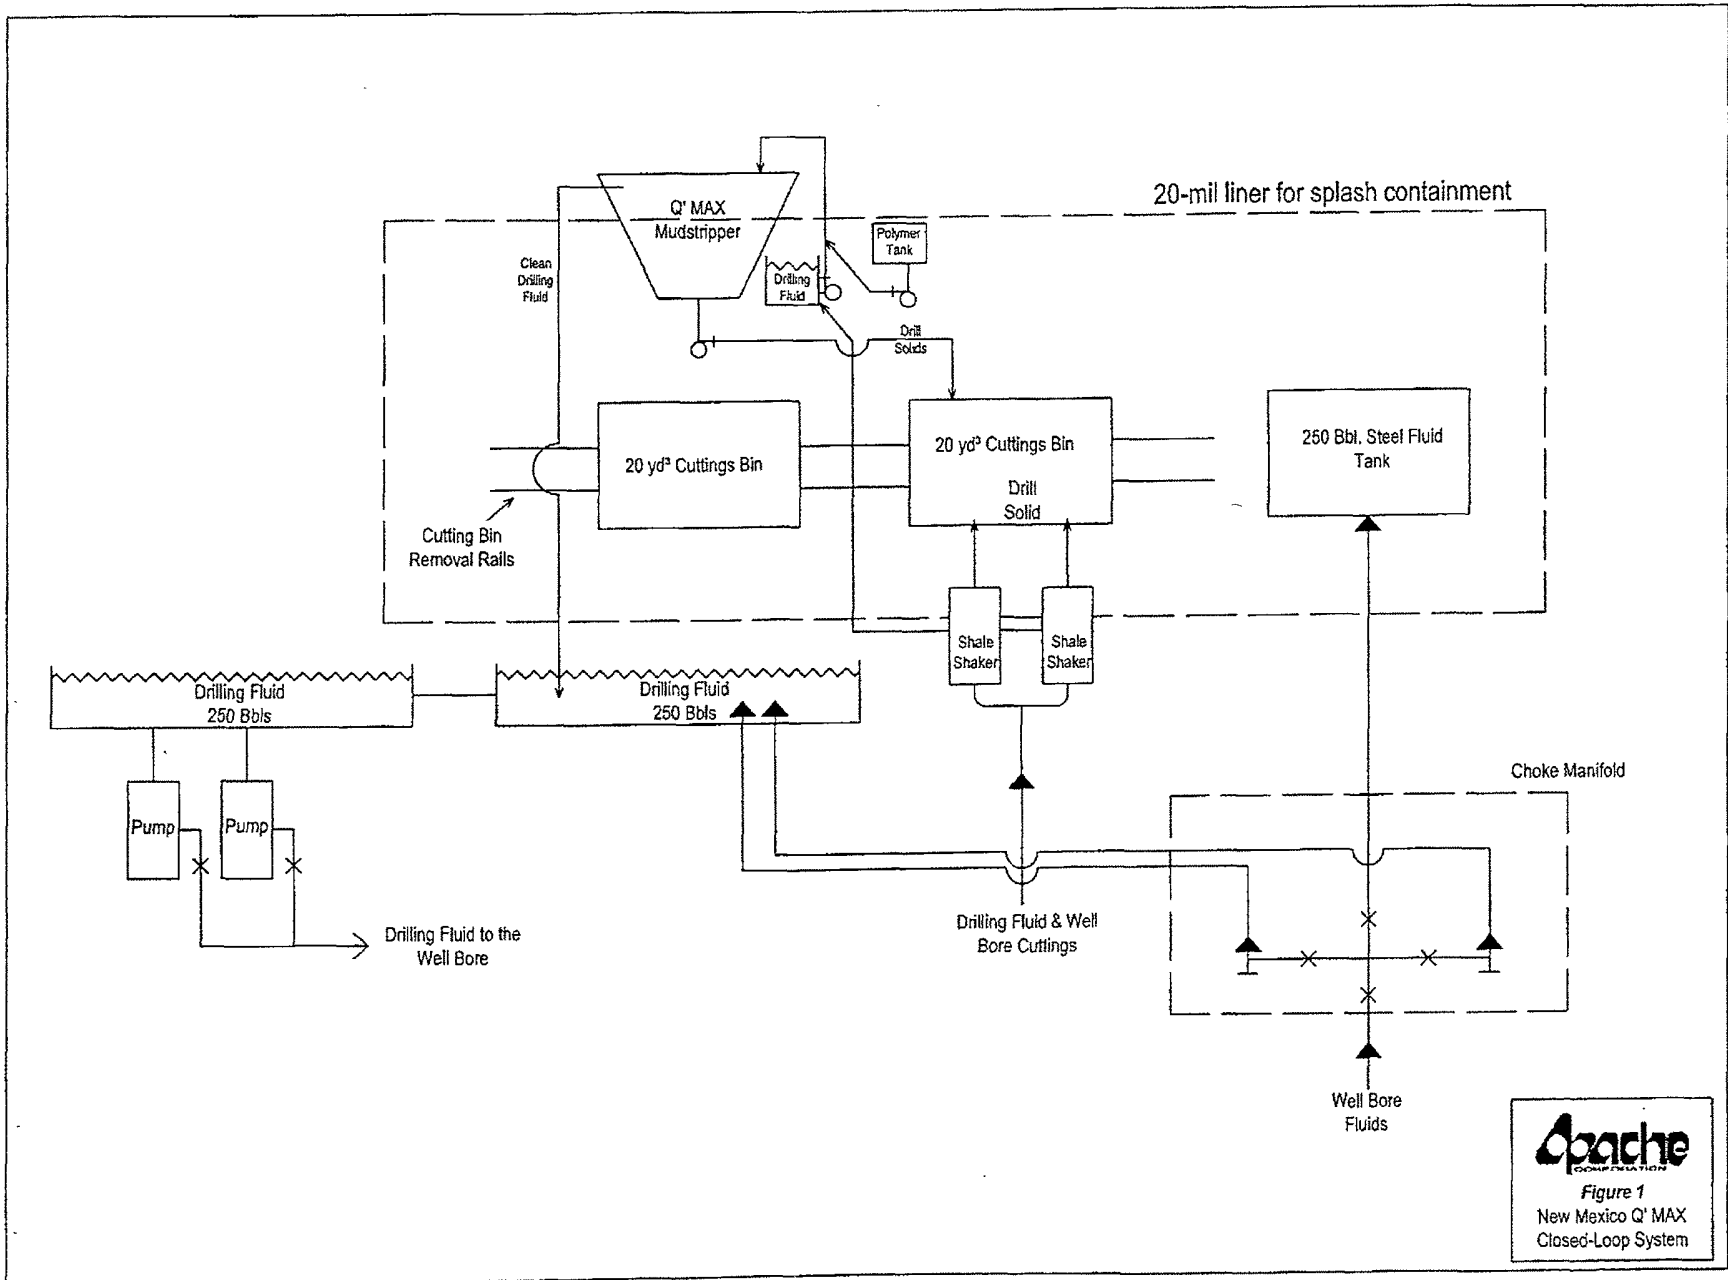 20-mil liner for splash containment
Q' MAX
Mudstripper
Polymer
Tank
Clean
Drilling
Fluid
Drilling
Fluid
Drill
Solids
20 yd³ Cuttings Bin
20 yd³ Cuttings Bin
Drill
Solid
250 Bbl. Steel Fluid
Tank
Cutting Bin
Removal Rails
Shale
Shaker
Shale
Shaker
Drilling Fluid
250 Bbls
Drilling Fluid
250 Bbls
Choke Manifold
Pump
Pump
Drilling Fluid to the
Well Bore
Drilling Fluid & Well
Bore Cuttings
Well Bore
Fluids
Apache
CORPORATION
Figure 1
New Mexico Q' MAX
Closed-Loop System